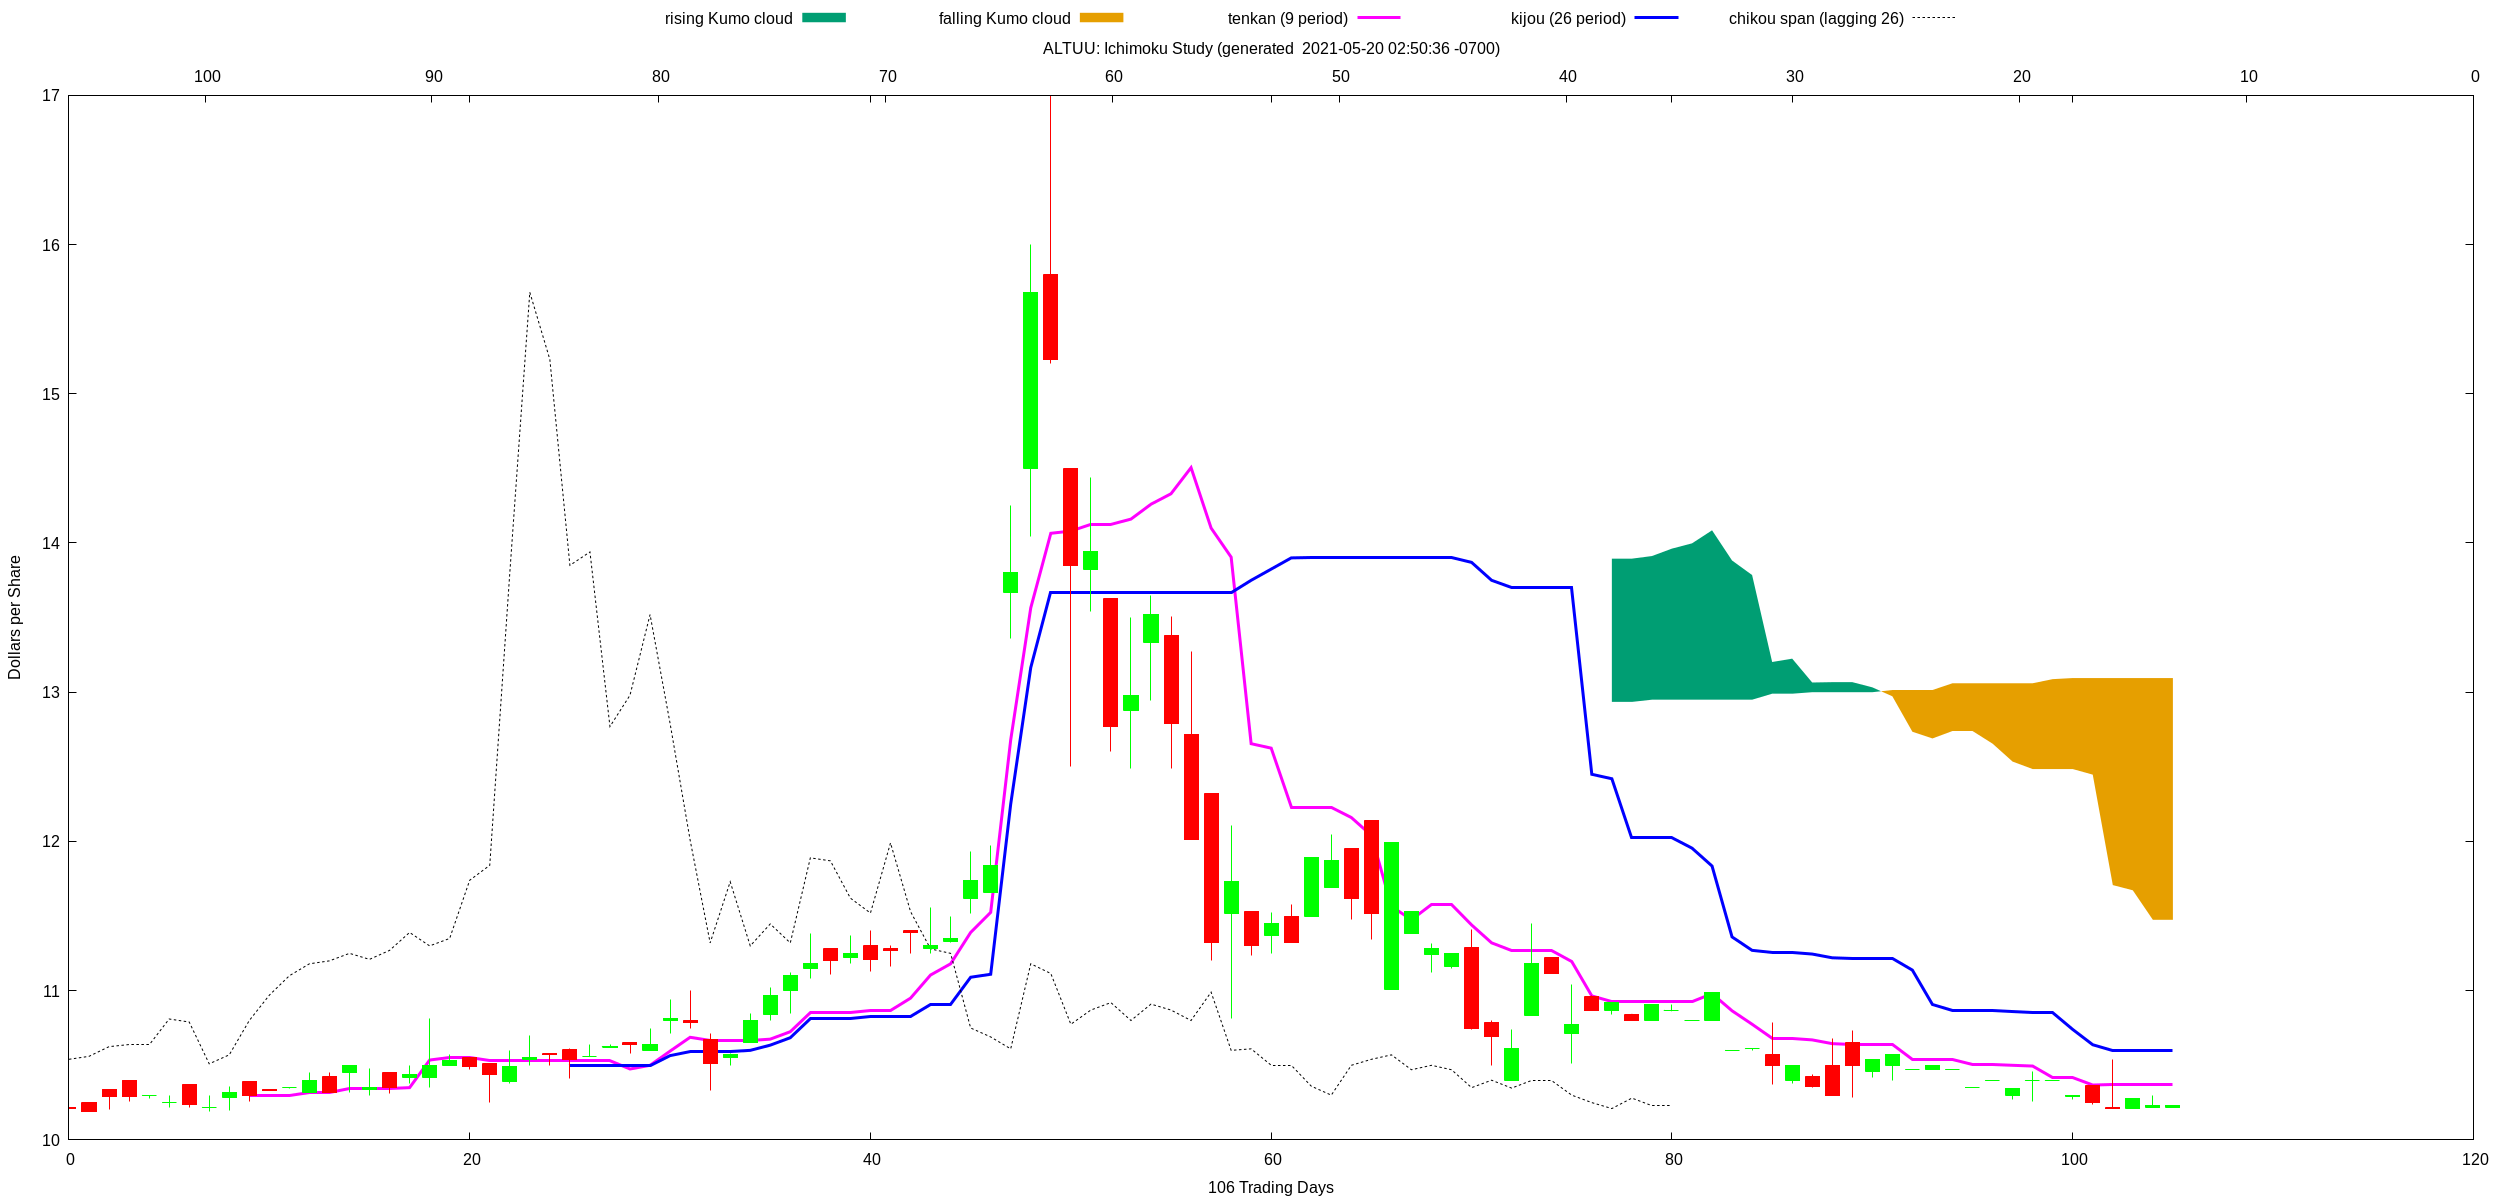 rising Kumo cloud falling Kumo cloud tenkan (9 period) kijou (26 period) chikou span (lagging 26)
ALTUU: Ichimoku Study (generated  2021-05-20 02:50:36 -0700)
100 90 80 70 60 50 40 30 20 10 0
17
16
15
14
13
12
11
10
Dollars per Share
0 20 40 60 80 100 120
106 Trading Days